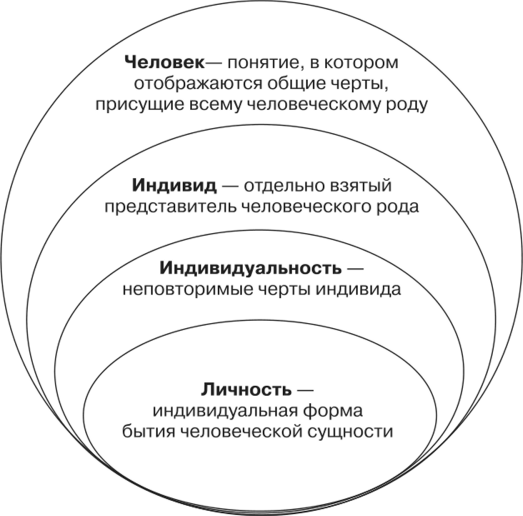 Человек— понятие, в котором
отображаются общие черты,
присущие всему человеческому роду
Индивид — отдельно взятый
представитель человеческого рода
Индивидуальность —
неповторимые черты индивида
Личность —
индивидуальная форма
бытия человеческой сущности